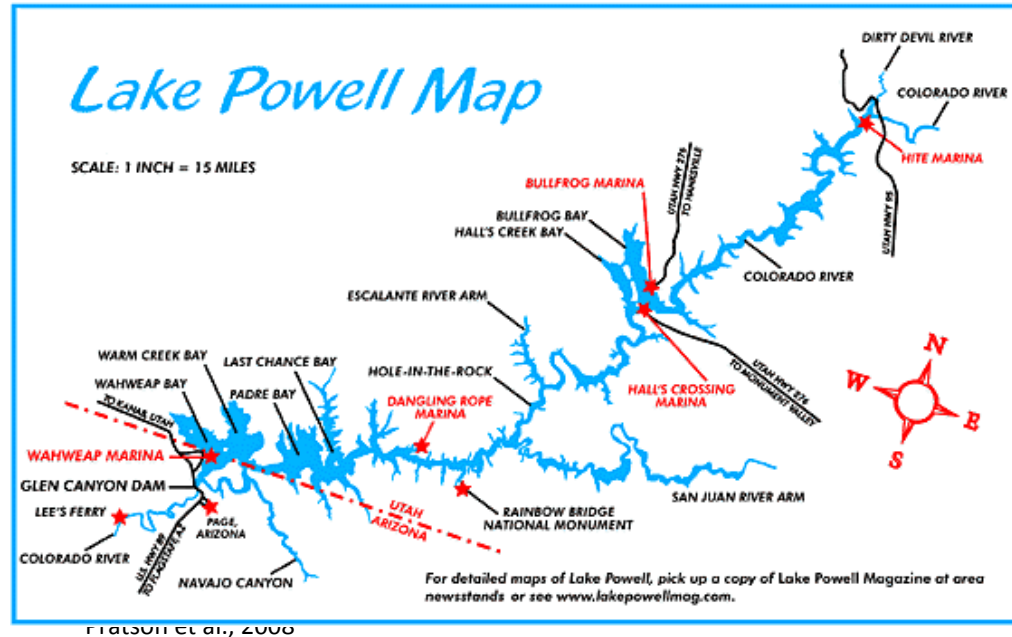 Lake Powell Map
SCALE: 1 INCH = 15 MILES
DIRTY DEVIL RIVER
COLORADO RIVER
HITE MARINA
UTAH HWY 95
UTAH HWY 276
TO HANKSVILLE
BULLFROG MARINA
BULLFROG BAY
HALL'S CREEK BAY
COLORADO RIVER
ESCALANTE RIVER ARM
WARM CREEK BAY
LAST CHANCE BAY
WAHWEAP BAY
PADRE BAY
HOLE-IN-THE-ROCK
DANGLING ROPE
MARINA
HALL'S CROSSING
MARINA
UTAH HWY 276
TO MONUMENT VALLEY
N
W
E
S
TO KANAB, UTAH
WAHWEAP MARINA
GLEN CANYON DAM
LEE'S FERRY
PAGE,
ARIZONA
COLORADO RIVER
U.S. HWY 89
TO FLAGSTAFF, AZ
NAVAJO CANYON
UTAH
ARIZONA
RAINBOW BRIDGE
NATIONAL MONUMENT
SAN JUAN RIVER ARM
For detailed maps of Lake Powell, pick up a copy of Lake Powell Magazine at area
newsstands or see www.lakepowellmag.com.
Pratson et al., 2008